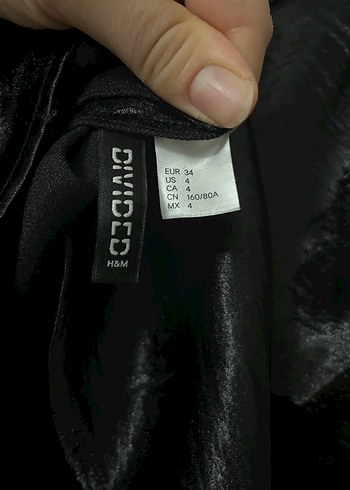 DIVIDED
H&M
EUR 34
US 4
CA 4
CN 160/80A
MX 4